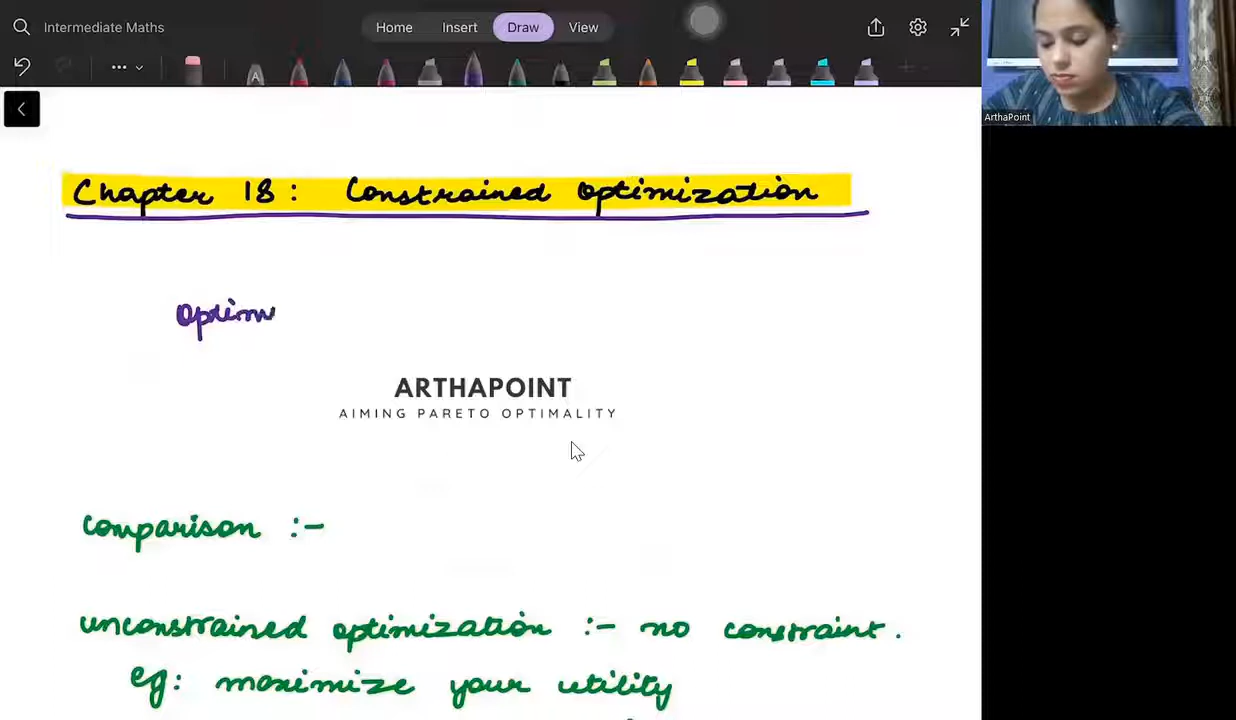 Intermediate Maths
Home Insert Draw View
A
ArthaPoint
Chapter 18: Constrained Optimization
Optim
ARTHAPOINT
AIMING PARETO OPTIMALITY
comparison :-
unconstrained optimization :- no constraint.
eg: maximize your utility